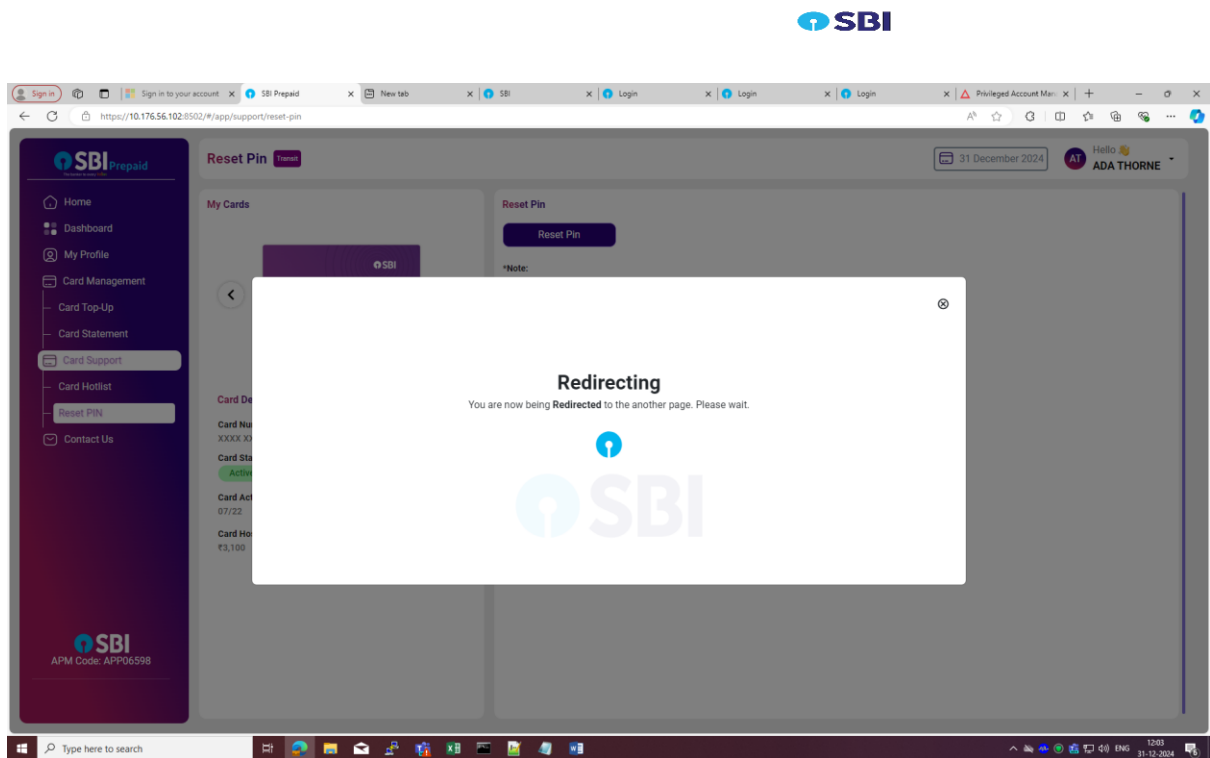 SBI
Sign in
Sign in to your account
SBI Prepaid
New tab
SBI
Login
Login
Login
Privileged Account Man
https://10.176.56.102:8502/#/app/support/reset-pin
SBI Prepaid
Reset Pin Transit
31 December 2024
AT
Hello
ADA THORNE
Home
Dashboard
My Profile
Card Management
Card Top-Up
Card Statement
Card Support
Card Hotlist
Reset PIN
Contact Us
SBI
APM Code: APP06598
My Cards
SBI
Card De
Card Nu
XXXX XX
Card Sta
Active
Card Act
07/22
Card Ho
₹3,100
Reset Pin
Reset Pin
*Note:
Redirecting
You are now being Redirected to the another page. Please wait.
SBI
Type here to search
ENG
12:03
31-12-2024